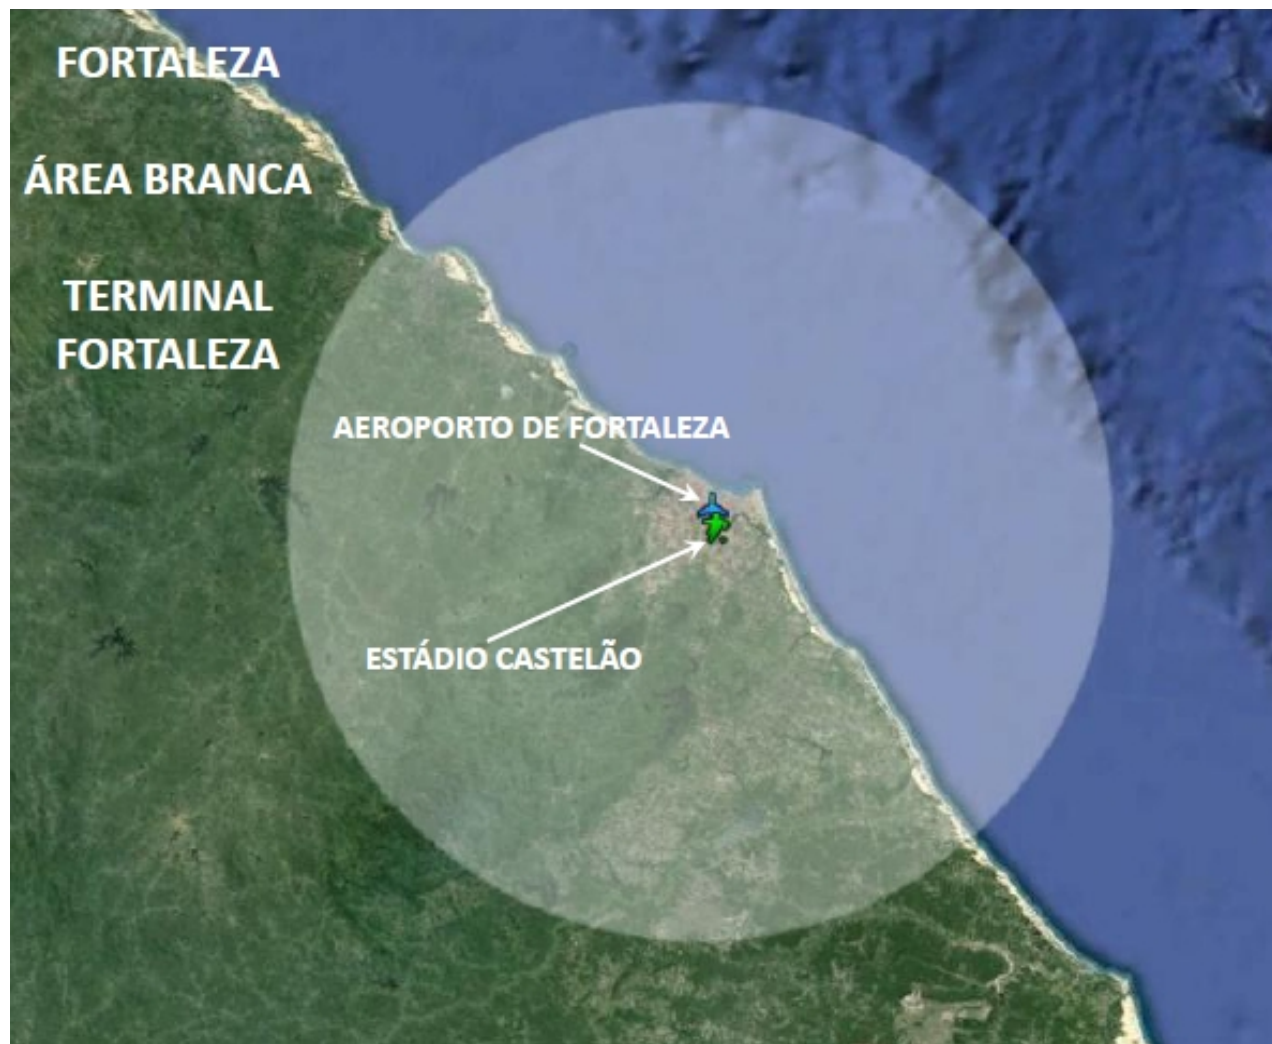 FORTALEZA
ÁREA BRANCA
TERMINAL
FORTALEZA
AEROPORTO DE FORTALEZA
ESTÁDIO CASTELÃO